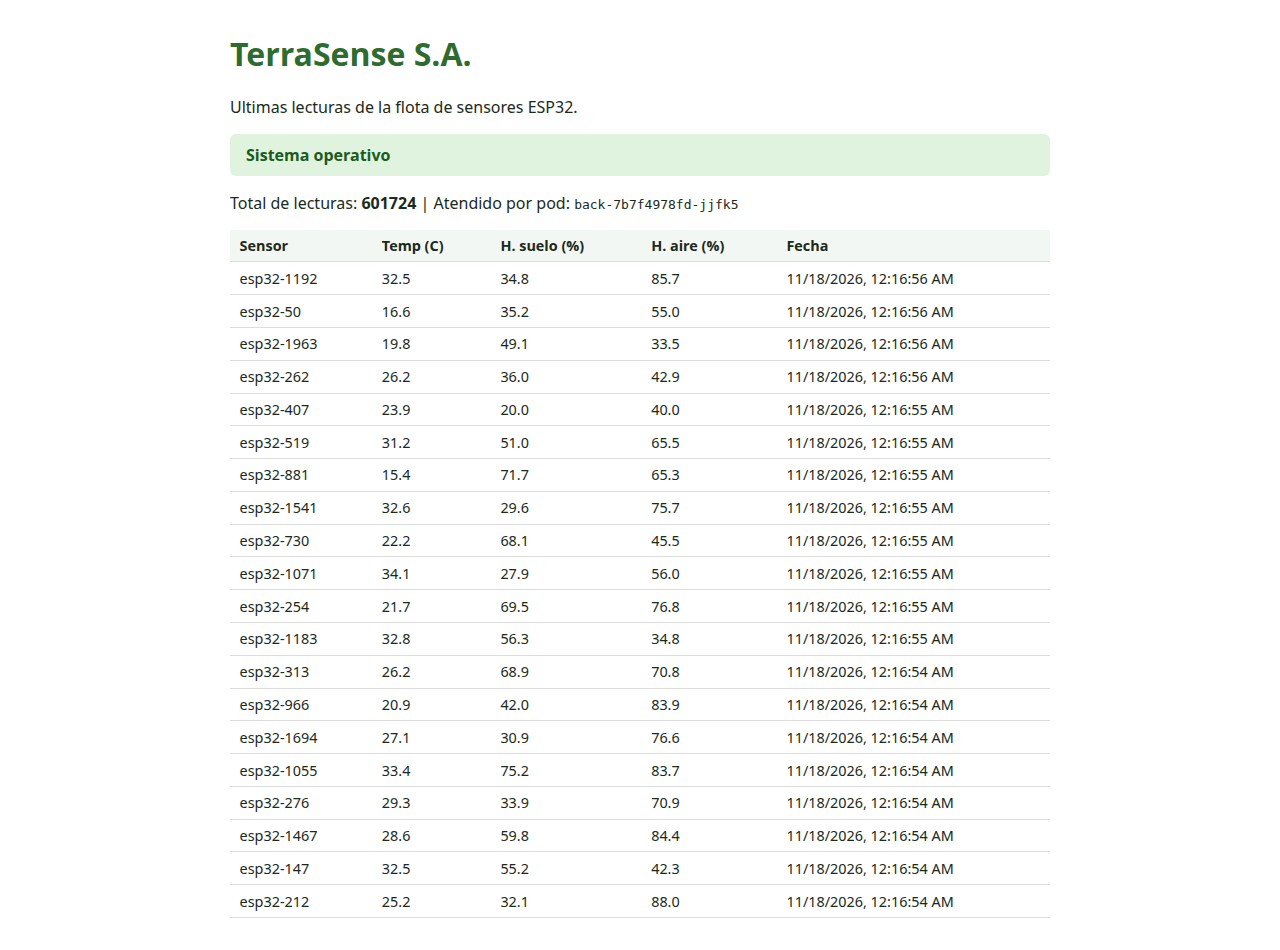 TerraSense S.A.
Ultimas lecturas de la flota de sensores ESP32.
Sistema operativo
Total de lecturas: 601724 | Atendido por pod: back-7b7f4978fd-jjfk5
Sensor Temp (C) H. suelo (%) H. aire (%) Fecha
esp32-1192 32.5 34.8 85.7 11/18/2026, 12:16:56 AM
esp32-50 16.6 35.2 55.0 11/18/2026, 12:16:56 AM
esp32-1963 19.8 49.1 33.5 11/18/2026, 12:16:56 AM
esp32-262 26.2 36.0 42.9 11/18/2026, 12:16:56 AM
esp32-407 23.9 20.0 40.0 11/18/2026, 12:16:55 AM
esp32-519 31.2 51.0 65.5 11/18/2026, 12:16:55 AM
esp32-881 15.4 71.7 65.3 11/18/2026, 12:16:55 AM
esp32-1541 32.6 29.6 75.7 11/18/2026, 12:16:55 AM
esp32-730 22.2 68.1 45.5 11/18/2026, 12:16:55 AM
esp32-1071 34.1 27.9 56.0 11/18/2026, 12:16:55 AM
esp32-254 21.7 69.5 76.8 11/18/2026, 12:16:55 AM
esp32-1183 32.8 56.3 34.8 11/18/2026, 12:16:55 AM
esp32-313 26.2 68.9 70.8 11/18/2026, 12:16:54 AM
esp32-966 20.9 42.0 83.9 11/18/2026, 12:16:54 AM
esp32-1694 27.1 30.9 76.6 11/18/2026, 12:16:54 AM
esp32-1055 33.4 75.2 83.7 11/18/2026, 12:16:54 AM
esp32-276 29.3 33.9 70.9 11/18/2026, 12:16:54 AM
esp32-1467 28.6 59.8 84.4 11/18/2026, 12:16:54 AM
esp32-147 32.5 55.2 42.3 11/18/2026, 12:16:54 AM
esp32-212 25.2 32.1 88.0 11/18/2026, 12:16:54 AM